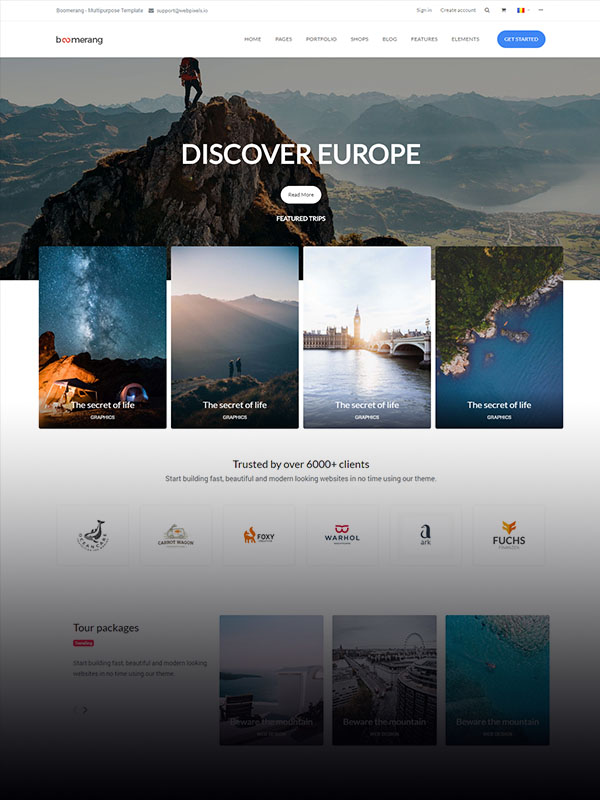 Boomerang - Multipurpose Template support@webpixels.io Sign in Create account
boomerang HOME PAGES PORTFOLIO SHOPS BLOG FEATURES ELEMENTS GET STARTED
DISCOVER EUROPE
Read More
FEATURED TRIPS
The secret of life The secret of life The secret of life The secret of life
GRAPHICS GRAPHICS GRAPHICS GRAPHICS
Trusted by over 6000+ clients
Start building fast, beautiful and modern looking websites in no time using our theme.
CARROT WAGON
FOXY
WARHOL
a
ark
FUCHS
Tour packages
Trending
Start building fast, beautiful and modern looking
websites in no time using our theme.
Beware the mountain Beware the mountain Beware the mountain
WEB DESIGN WEB DESIGN WEB DESIGN